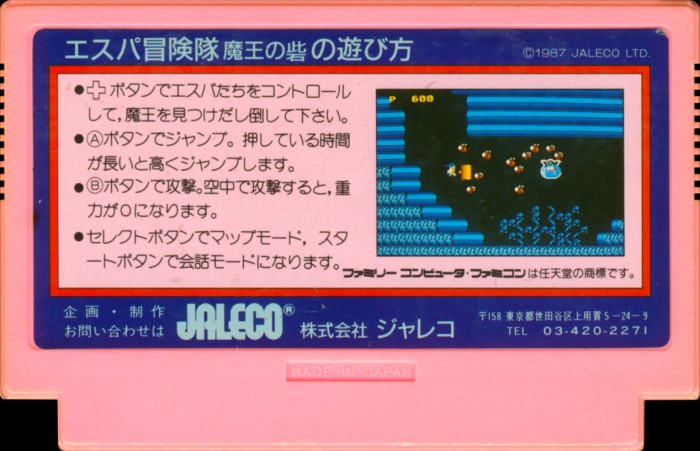 エスパ冒険隊 魔王の砦 の遊び方
©1987 JALECO LTD.
●✚ボタンでエスパたちをコントロール
して,魔王を見つけだし倒して下さい。
●Ⓐボタンでジャンプ。押している時間
が長いと高くジャンプします。
●Ⓑボタンで攻撃。空中で攻撃すると,重
力が0になります。
●セレクトボタンでマップモード, スタ
ートボタンで会話モードになります。
P 600
ファミリー コンピュータ・ファミコンは任天堂の商標です。
企画・制作
お問い合わせは
JALECO®
株式会社 ジャレコ
〒158 東京都世田谷区上用賀5-24-9
TEL 03-420-2271
MADE IN JAPAN